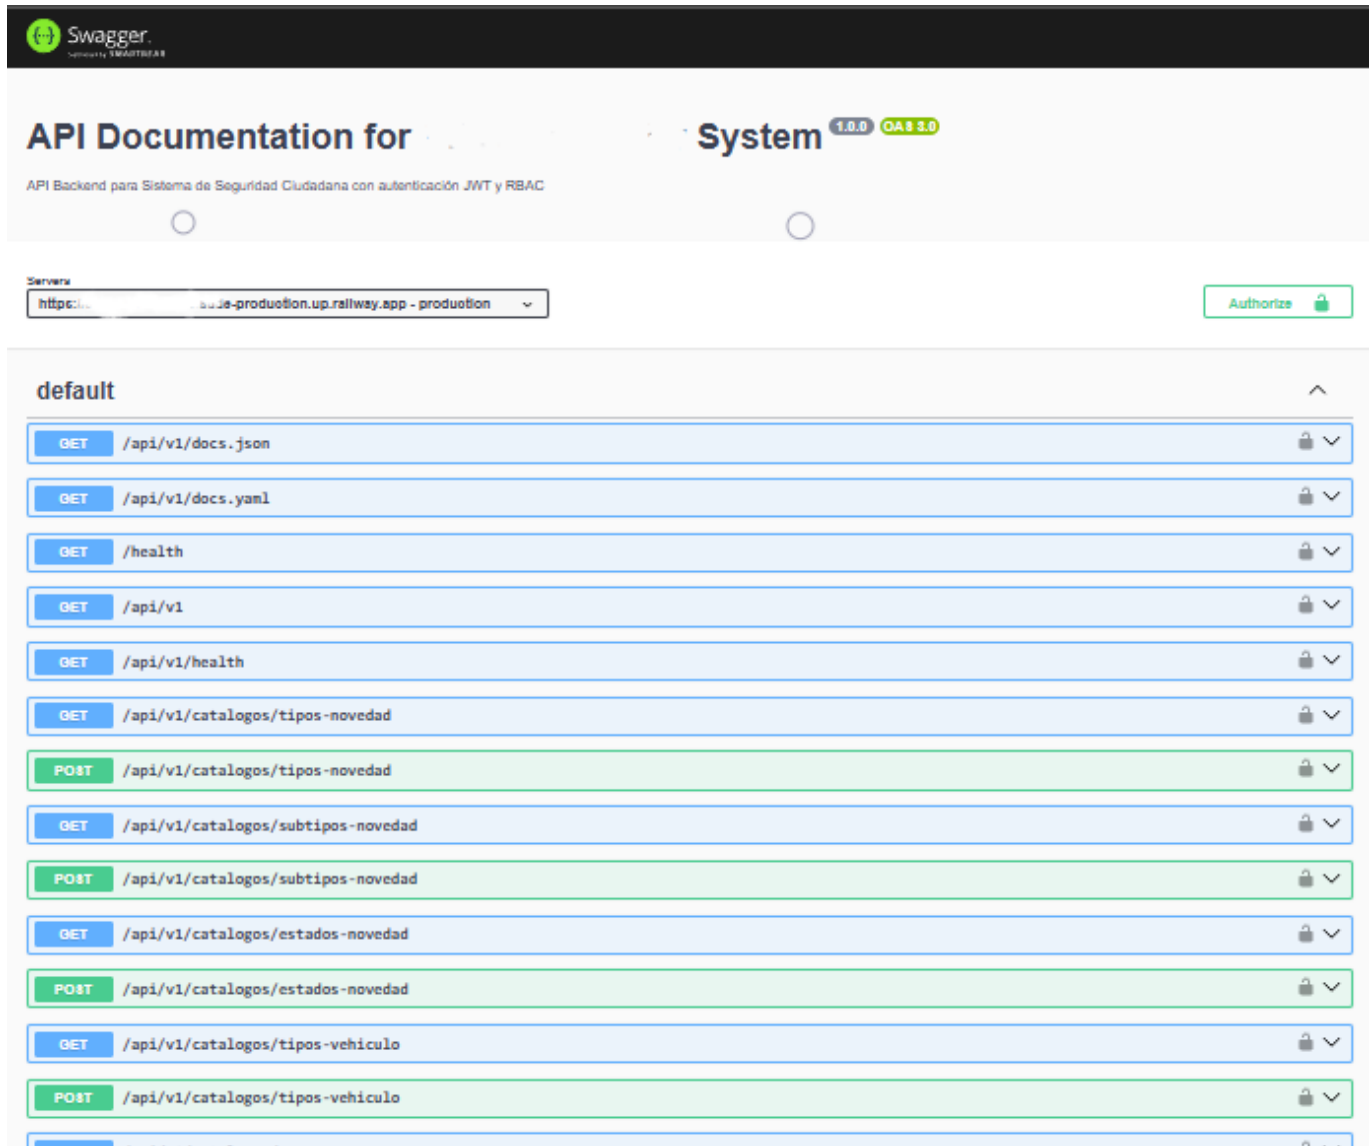 Swagger.
Supported by SMARTBEAR
API Documentation for System 1.0.0 OAS 3.0
API Backend para Sistema de Seguridad Ciudadana con autenticación JWT y RBAC
Servers
https: e-production.up.railway.app - production
Authorize
default
GET /api/v1/docs.json
GET /api/v1/docs.yaml
GET /health
GET /api/v1
GET /api/v1/health
GET /api/v1/catalogos/tipos-novedad
POST /api/v1/catalogos/tipos-novedad
GET /api/v1/catalogos/subtipos-novedad
POST /api/v1/catalogos/subtipos-novedad
GET /api/v1/catalogos/estados-novedad
POST /api/v1/catalogos/estados-novedad
GET /api/v1/catalogos/tipos-vehiculo
POST /api/v1/catalogos/tipos-vehiculo